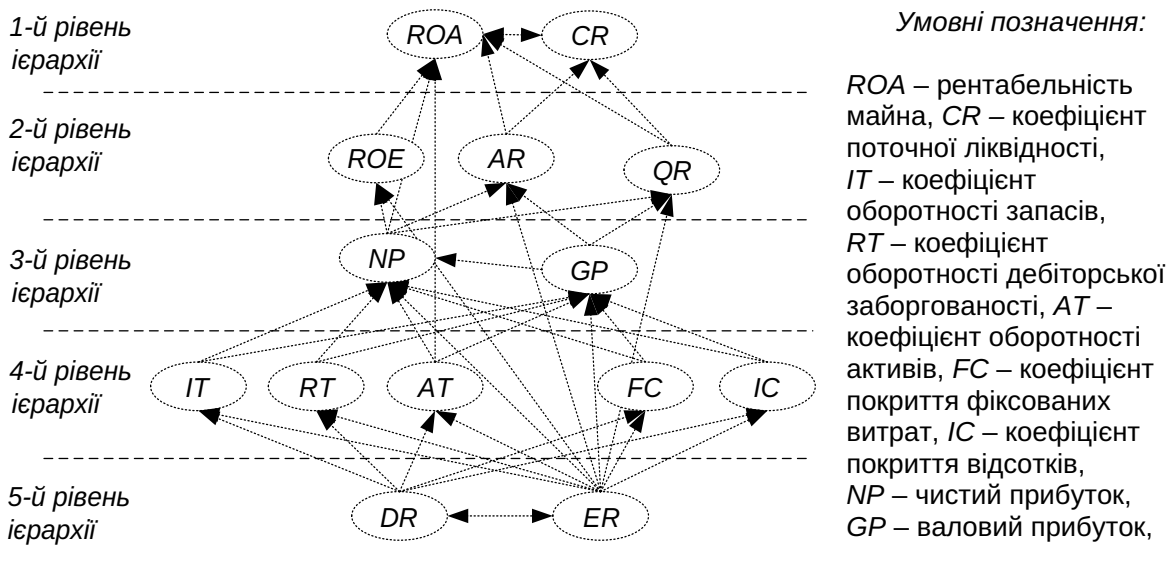 1-й рівень
ієрархії
ROA
CR
2-й рівень
ієрархії
ROE
AR
QR
3-й рівень
ієрархії
NP
GP
4-й рівень
ієрархії
IT
RT
AT
FC
IC
5-й рівень
ієрархії
DR
ER
Умовні позначення:
ROA – рентабельність
майна, CR – коефіцієнт
поточної ліквідності,
IT – коефіцієнт
оборотності запасів,
RT – коефіцієнт
оборотності дебіторської
заборгованості, AT –
коефіцієнт оборотності
активів, FC – коефіцієнт
покриття фіксованих
витрат, IC – коефіцієнт
покриття відсотків,
NP – чистий прибуток,
GP – валовий прибуток,